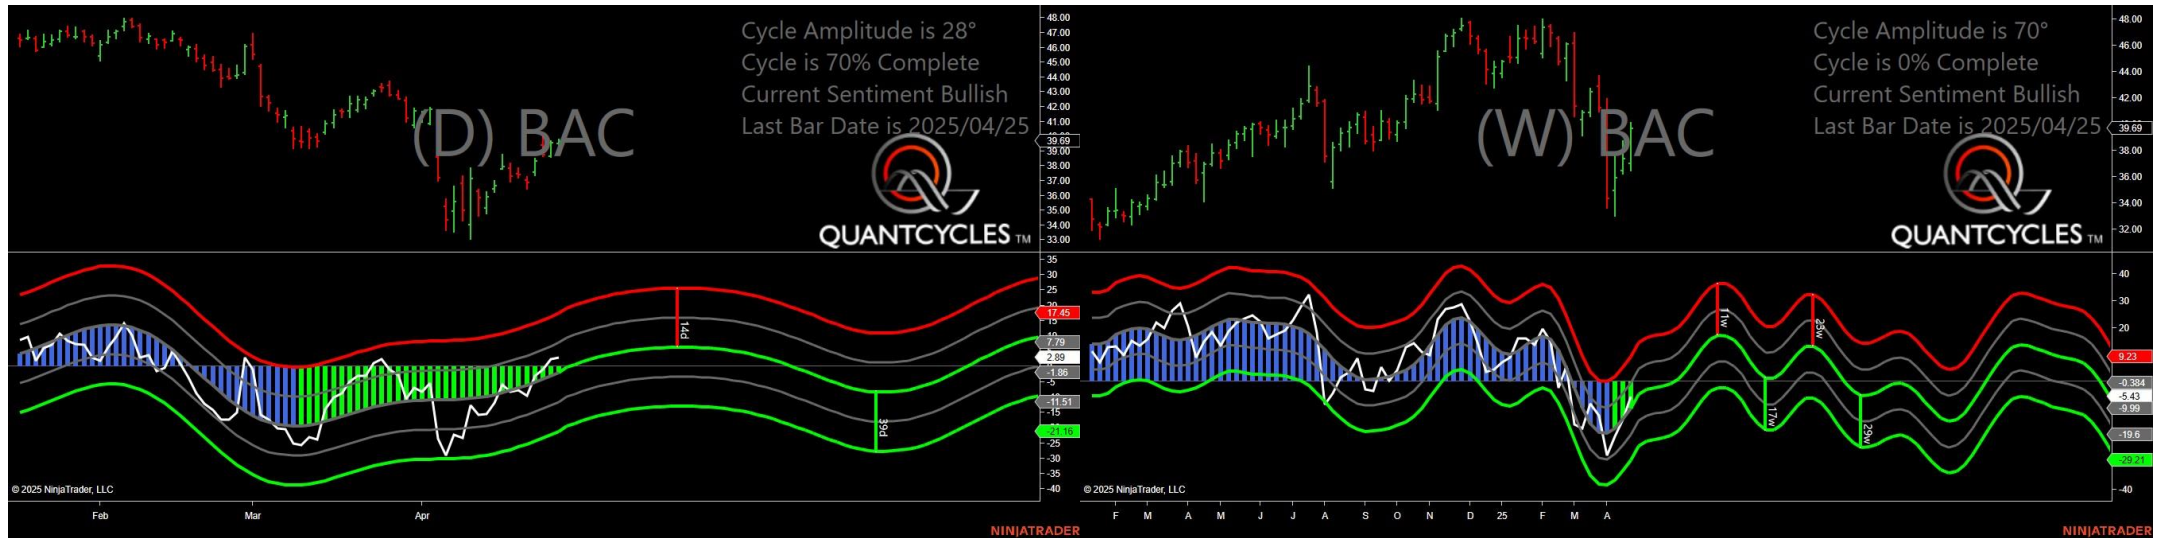 Cycle Amplitude is 28°
Cycle is 70% Complete
Current Sentiment Bullish
Last Bar Date is 2025/04/25
(D) BAC
QUANTCYCLES TM
48.00
47.00
46.00
45.00
44.00
43.00
42.00
41.00
39.69
39.00
38.00
37.00
36.00
35.00
34.00
33.00
35
30
25
17.45
7.79
2.89
-1.86
-5
-11.51
-15
-21.16
-25
-30
-35
-40
14d
39d
© 2025 NinjaTrader, LLC
Feb Mar Apr
NINJATRADER
Cycle Amplitude is 70°
Cycle is 0% Complete
Current Sentiment Bullish
Last Bar Date is 2025/04/25
(W) BAC
QUANTCYCLES TM
48.00
46.00
44.00
42.00
39.69
38.00
36.00
34.00
32.00
40
30
20
9.23
-0.384
-5.43
-9.99
-19.6
-29.21
-40
11w
23w
17w
29w
© 2025 NinjaTrader, LLC
F M A M J J A S O N D 25 F M A
NINJATRADER